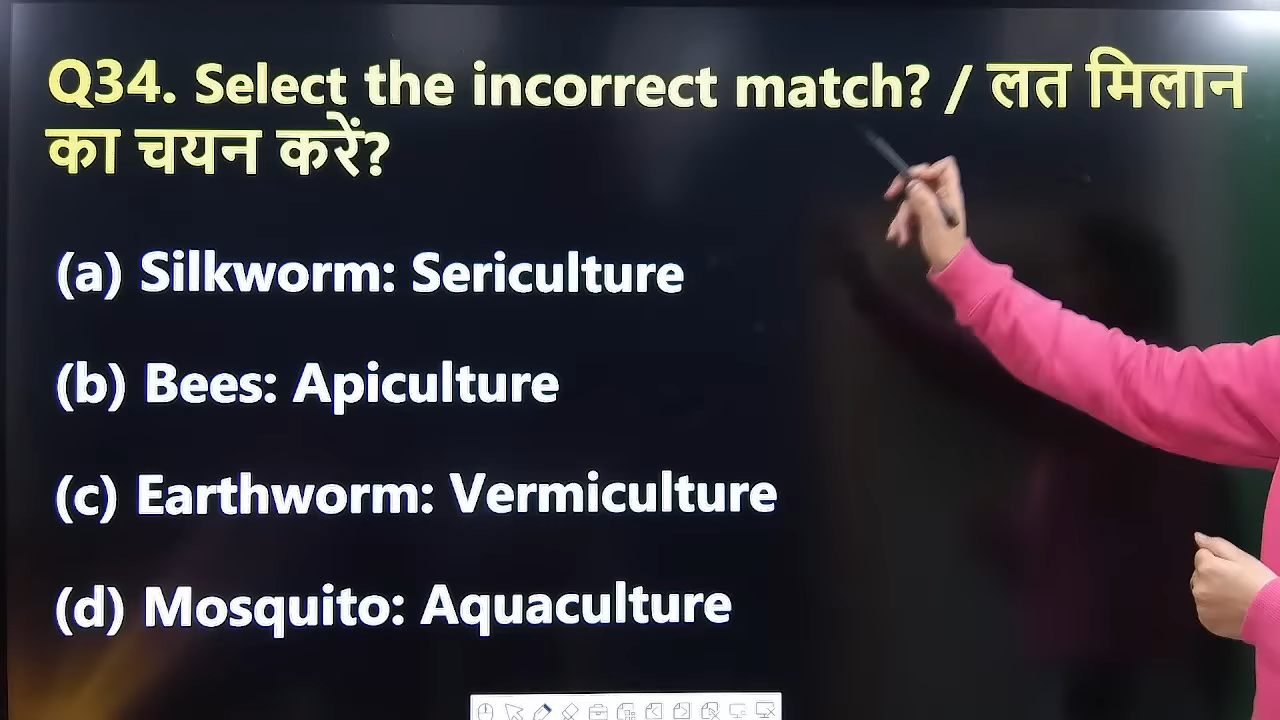 Q34. Select the incorrect match? / लत मिलान
का चयन करें?
(a) Silkworm: Sericulture
(b) Bees: Apiculture
(c) Earthworm: Vermiculture
(d) Mosquito: Aquaculture